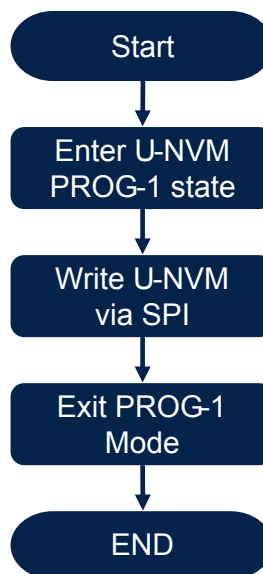 Start
Enter U-NVM
PROG-1 state
Write U-NVM
via SPI
Exit PROG-1
Mode
END